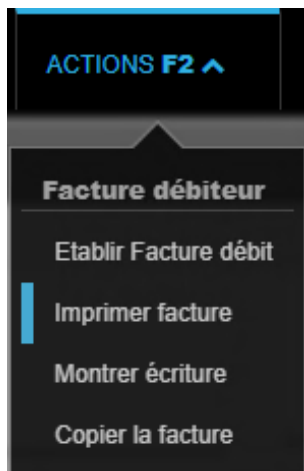 ACTIONS F2
Facture débiteur
Etablir Facture débit
Imprimer facture
Montrer écriture
Copier la facture